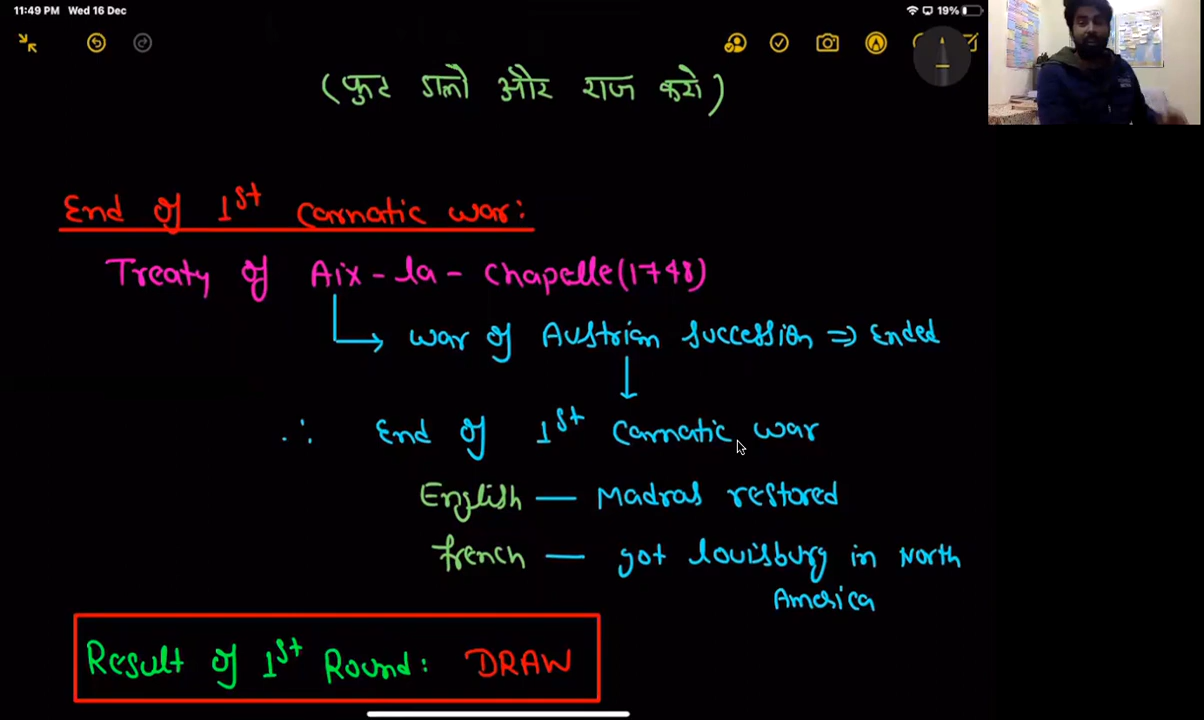 11:49 PM Wed 16 Dec
19%
(फुट डालो और राज करो)
End of 1st Carnatic war:
Treaty of Aix-la-Chapelle(1748)
War of Austrian Succession ⇒ Ended
∴ End of 1st Carnatic war
English — Madras restored
french — got louisburg in North
America
Result of 1st Round: DRAW